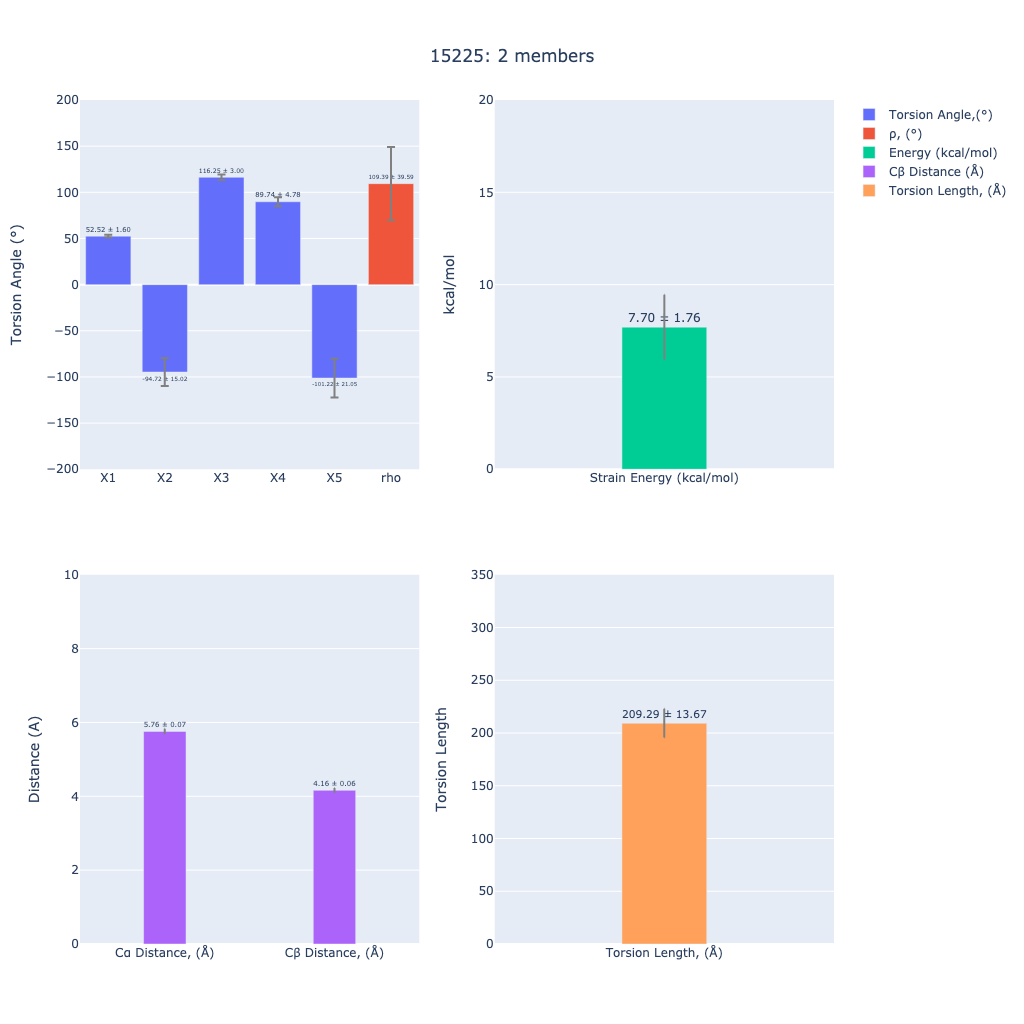 15225: 2 members
200
150
100
50
0
−50
−100
−150
−200
Torsion Angle (°)
52.52 ± 1.60
-94.72 ± 15.02
116.25 ± 3.00
89.74 ± 4.78
-101.22 ± 21.05
109.39 ± 39.59
X1 X2 X3 X4 X5 rho
20
15
10
5
0
kcal/mol
7.70 ± 1.76
Strain Energy (kcal/mol)
Torsion Angle,(°)
ρ, (°)
Energy (kcal/mol)
Cβ Distance (Å)
Torsion Length, (Å)
10
8
6
4
2
0
Distance (A)
5.76 ± 0.07
4.16 ± 0.06
Cα Distance, (Å) Cβ Distance, (Å)
350
300
250
200
150
100
50
0
Torsion Length
209.29 ± 13.67
Torsion Length, (Å)